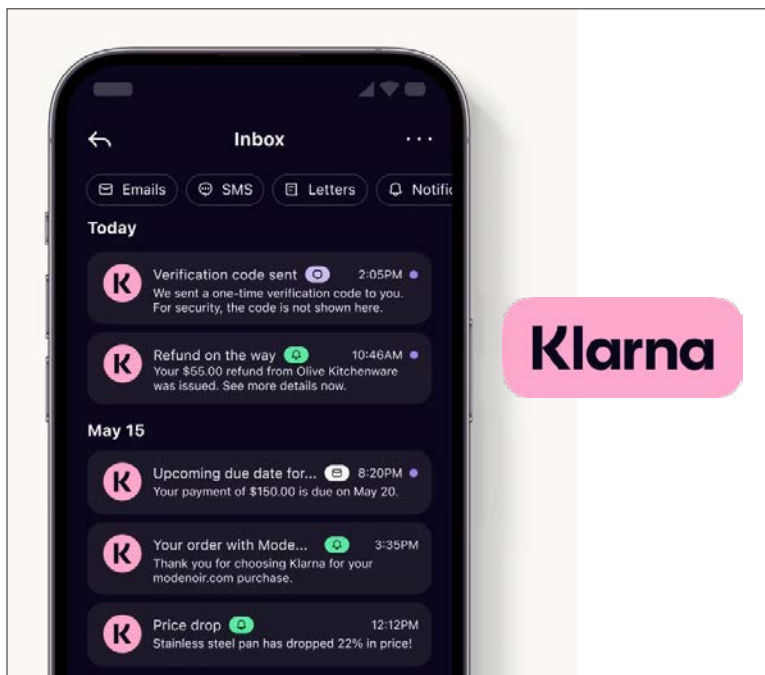 Inbox
Emails
SMS
Letters
Notific
Today
K
Verification code sent
2:05PM
We sent a one-time verification code to you.
For security, the code is not shown here.
K
Refund on the way
10:46AM
Your $55.00 refund from Olive Kitchenware
was issued. See more details now.
May 15
K
Upcoming due date for...
8:20PM
Your payment of $150.00 is due on May 20.
K
Your order with Mode...
3:35PM
Thank you for choosing Klarna for your
modenoir.com purchase.
K
Price drop
12:12PM
Stainless steel pan has dropped 22% in price!
Klarna